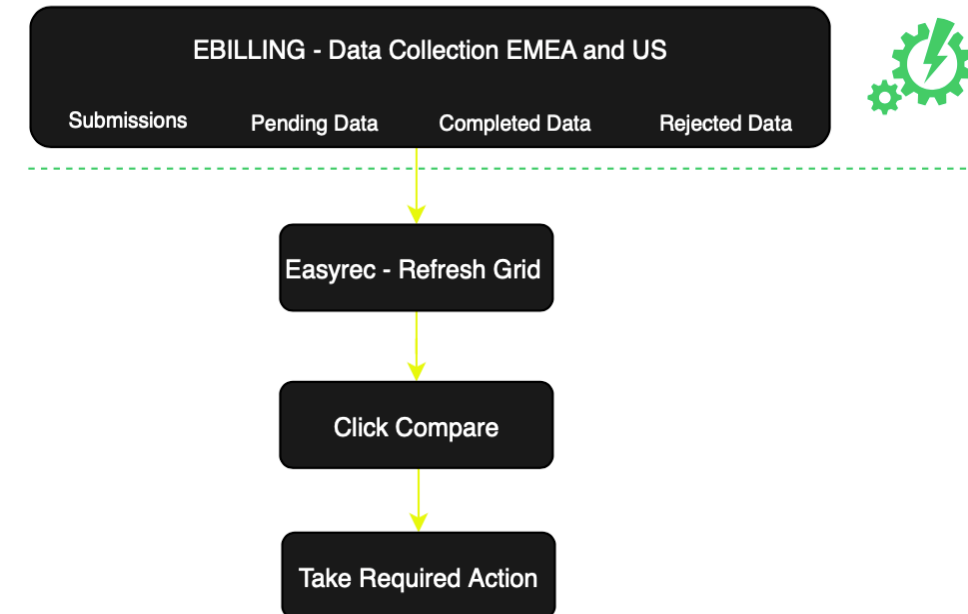 EBILLING - Data Collection EMEA and US
Submissions Pending Data Completed Data Rejected Data
Easyrec - Refresh Grid
Click Compare
Take Required Action